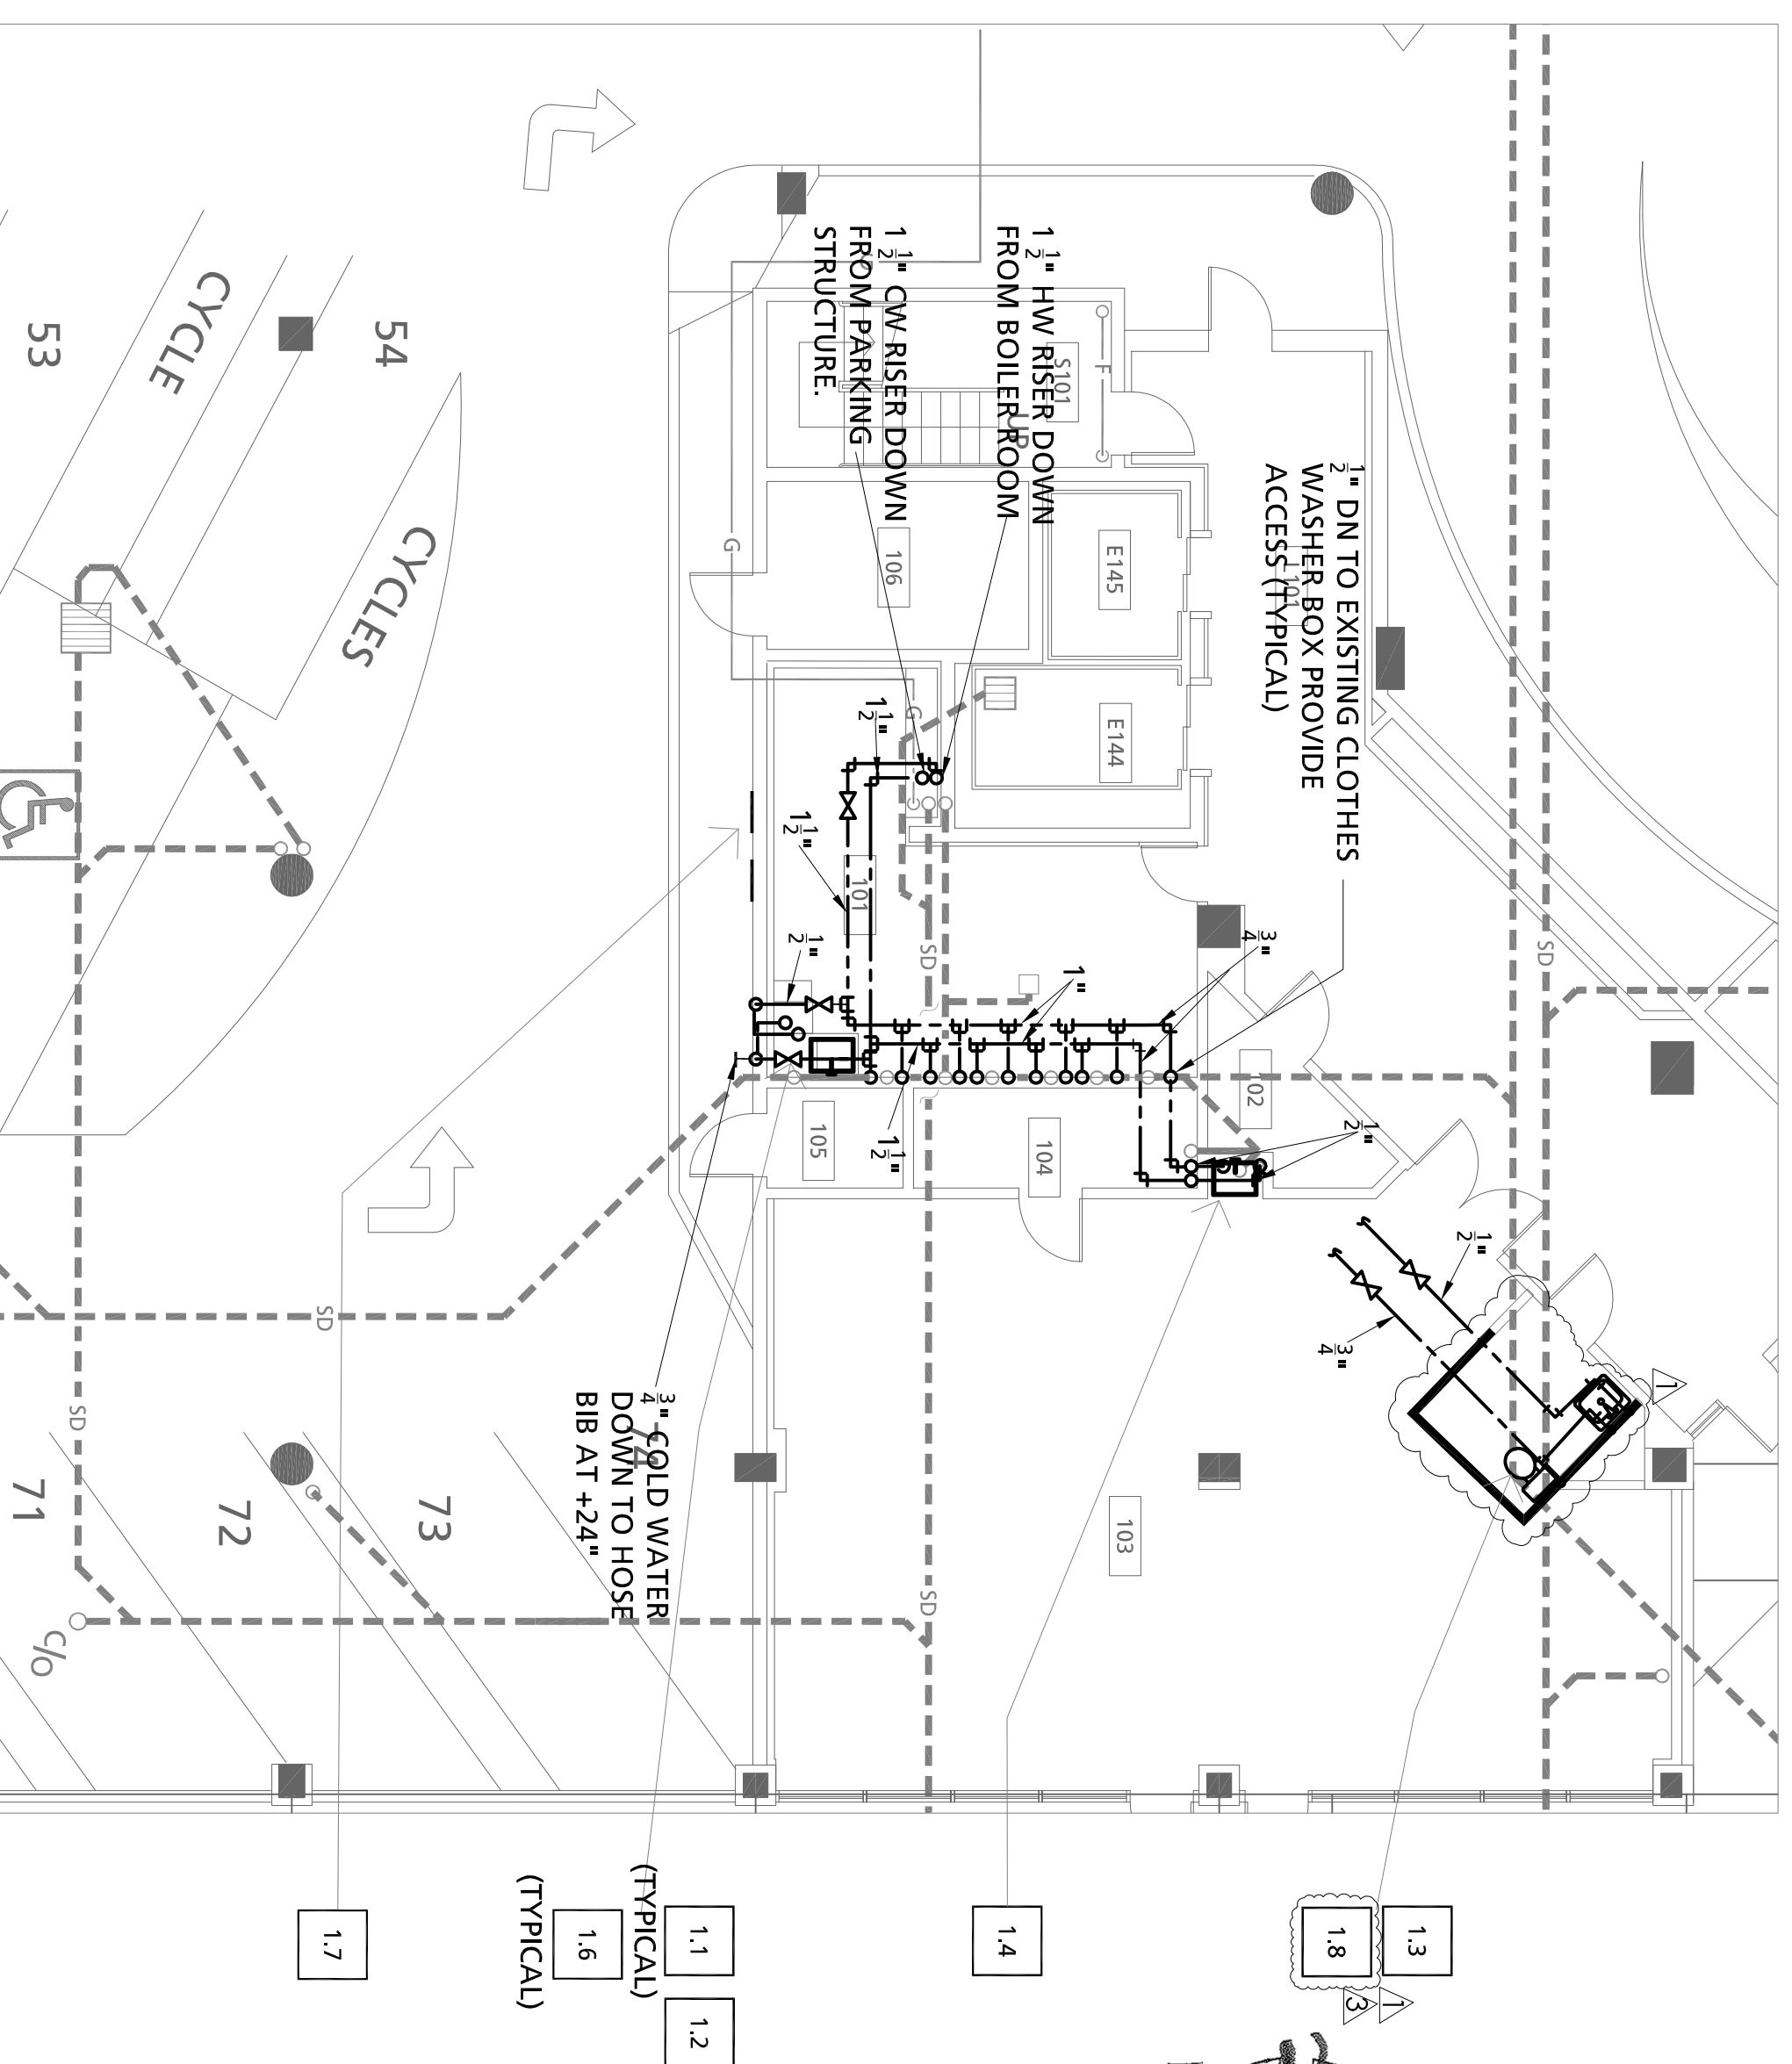 1 1/2" HW RISER DOWN
FROM BOILER ROOM
1 1/2" CW RISER DOWN
FROM PARKING
STRUCTURE.
1/2" DN TO EXISTING CLOTHES
WASHER BOX PROVIDE
ACCESS (TYPICAL)
3/4" COLD WATER
DOWN TO HOSE
BIB AT +24"
S101
UP
F
E145
E144
L101
106
101
102
103
104
105
G
G
SD
SD
SD
SD
SD
1 1/2"
1 1/2"
1/2"
1"
3/4"
1 1/2"
1/2"
1/2"
3/4"
1
CYCLE
CYCLES
53
54
71
72
73
74
C/O
1.3
1.8
1
3
1.4
1.1
(TYPICAL)
1.2
1.6
(TYPICAL)
1.7